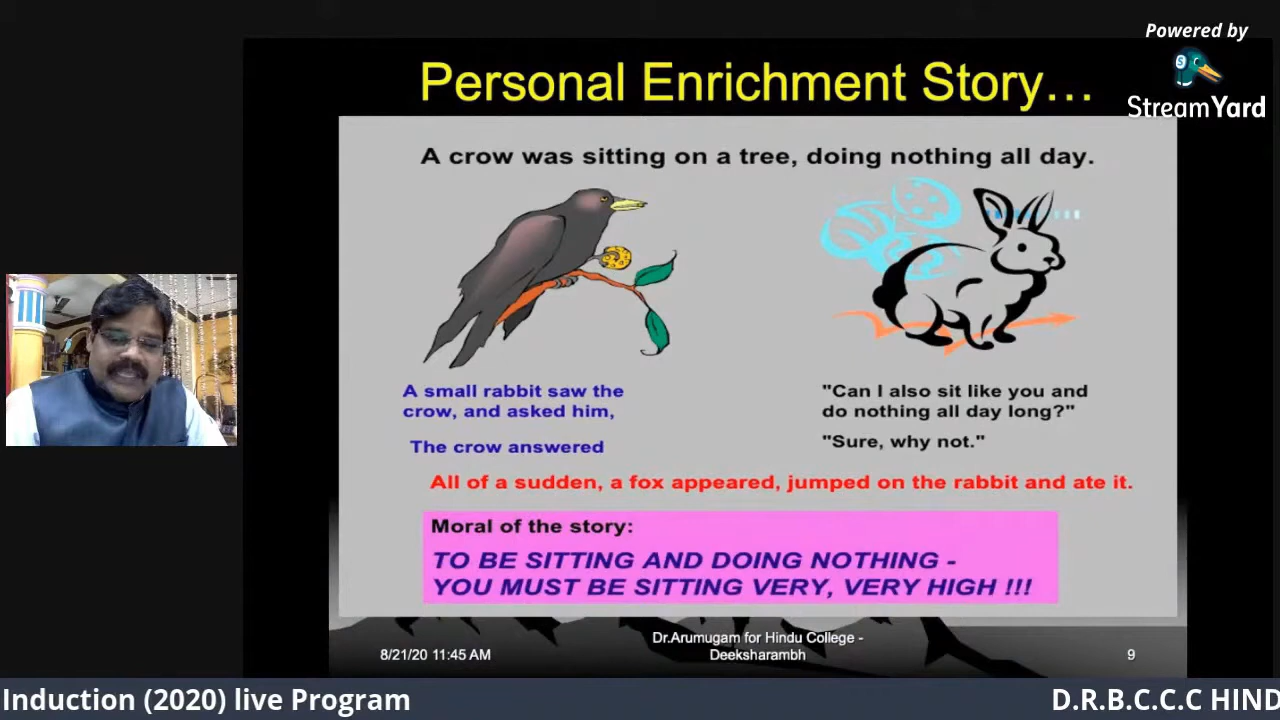 Powered by
StreamYard
Personal Enrichment Story…
A crow was sitting on a tree, doing nothing all day.
A small rabbit saw the
crow, and asked him,
"Can I also sit like you and
do nothing all day long?"
The crow answered
"Sure, why not."
All of a sudden, a fox appeared, jumped on the rabbit and ate it.
Moral of the story:
TO BE SITTING AND DOING NOTHING -
YOU MUST BE SITTING VERY, VERY HIGH !!!
8/21/20 11:45 AM
Dr.Arumugam for Hindu College -
Deeksharambh
9
Induction (2020) live Program
D.R.B.C.C.C HIND